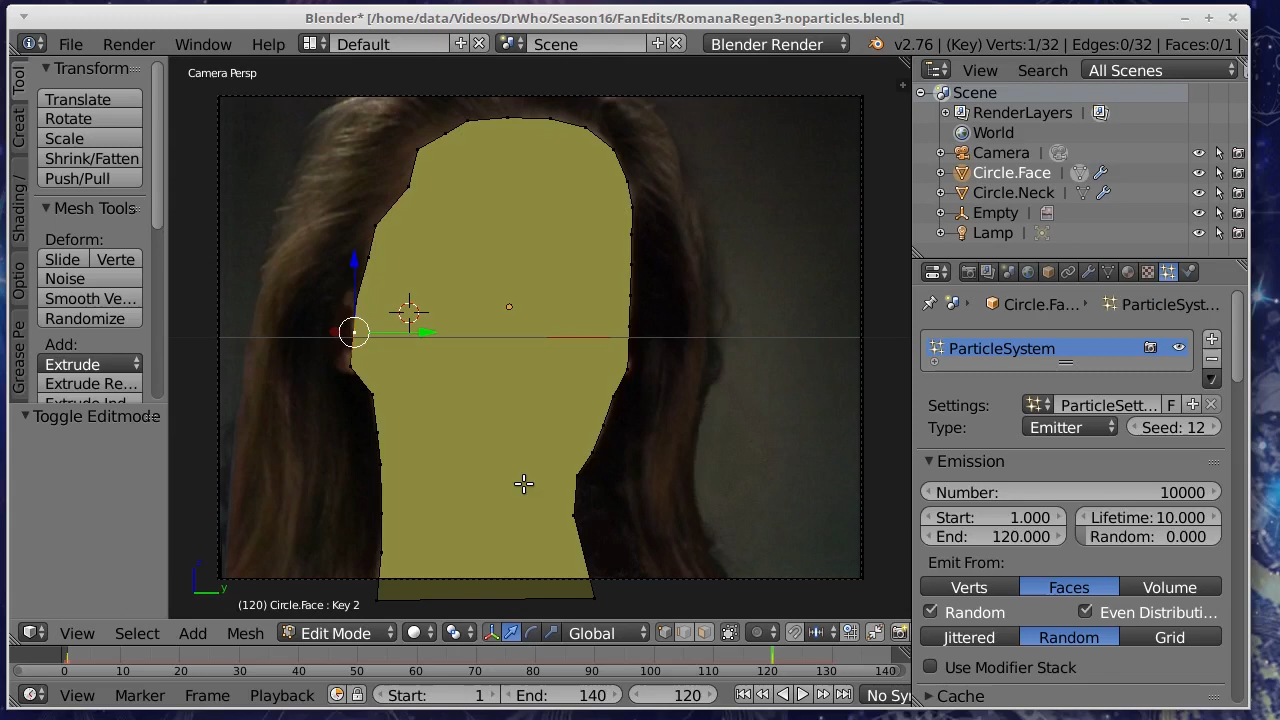 Blender* [/home/data/Videos/DrWho/Season16/FanEdits/RomanaRegen3-noparticles.blend]
File Render Window Help Default Scene Blender Render v2.76 | (Key) Verts:1/32 | Edges:0/32 | Faces:0/1 |
Tool
Creat
Shading /
Optio
Grease Pe
Transform
Translate
Rotate
Scale
Shrink/Fatten
Push/Pull
Mesh Tools
Deform:
Slide Verte
Noise
Smooth Ve...
Randomize
Add:
Extrude
Extrude Re...
Toggle Editmode
Camera Persp
(120) Circle.Face : Key 2
View Search All Scenes
Scene
RenderLayers |
World
Camera |
Circle.Face |
Circle.Neck |
Empty |
Lamp |
Circle.Fa... ParticleSyst...
ParticleSystem
Settings: ParticleSett... F
Type: Emitter Seed: 12
Emission
Number: 10000
Start: 1.000 Lifetime: 10.000
End: 120.000 Random: 0.000
Emit From:
Verts Faces Volume
Random Even Distributi...
Jittered Random Grid
Use Modifier Stack
Cache
View Select Add Mesh Edit Mode Global
0 10 20 30 40 50 60 70 80 90 100 110 120 130 140
View Marker Frame Playback Start: 1 End: 140 120 No Sy